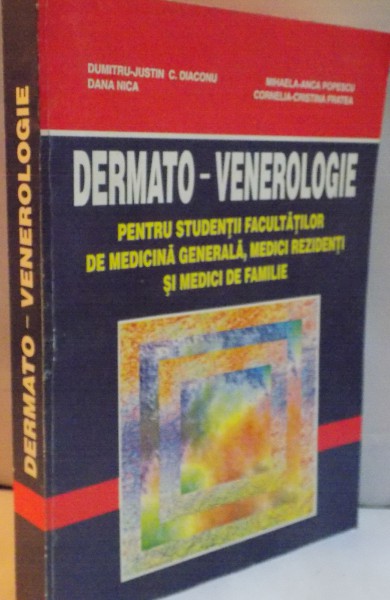 DUMITRU-JUSTIN C. DIACONU
DANA NICA
MIHAELA-ANCA POPESCU
CORNELIA-CRISTINA FRATEA
DERMATO - VENEROLOGIE
PENTRU STUDENȚII FACULTĂȚILOR
DE MEDICINĂ GENERALĂ, MEDICI REZIDENȚI
ȘI MEDICI DE FAMILIE
DERMATO - VENEROLOGIE